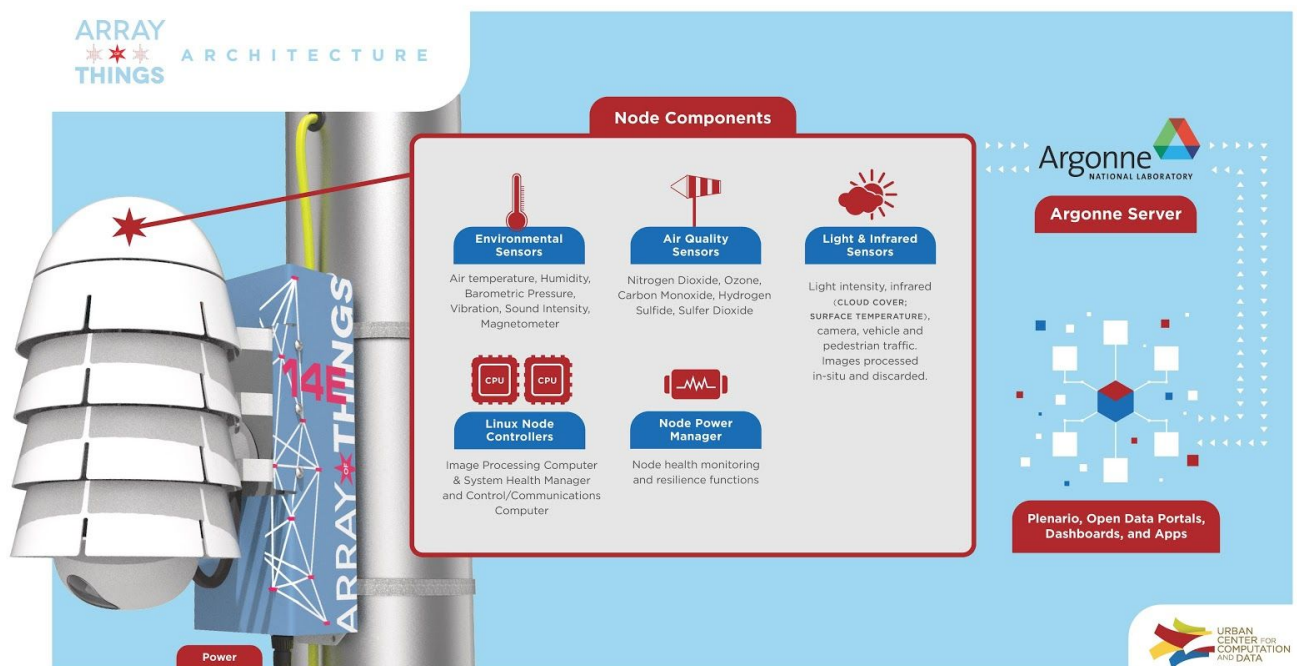 ARRAY
OF
THINGS
ARCHITECTURE
Node Components
Environmental
Sensors
Air temperature, Humidity,
Barometric Pressure,
Vibration, Sound Intensity,
Magnetometer
Air Quality
Sensors
Nitrogen Dioxide, Ozone,
Carbon Monoxide, Hydrogen
Sulfide, Sulfer Dioxide
Light & Infrared
Sensors
Light intensity, infrared
(CLOUD COVER;
SURFACE TEMPERATURE),
camera, vehicle and
pedestrian traffic.
Images processed
in-situ and discarded.
CPU
CPU
Linux Node
Controllers
Image Processing Computer
& System Health Manager
and Control/Communications
Computer
Node Power
Manager
Node health monitoring
and resilience functions
Argonne
NATIONAL LABORATORY
Argonne Server
Plenario, Open Data Portals,
Dashboards, and Apps
14E
ARRAY OF THINGS
Power
URBAN
CENTER FOR
COMPUTATION
AND DATA